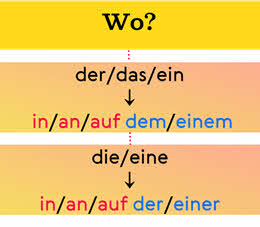 Wo?
der/das/ein
↓
in/an/auf dem/einem
die/eine
↓
in/an/auf der/einer